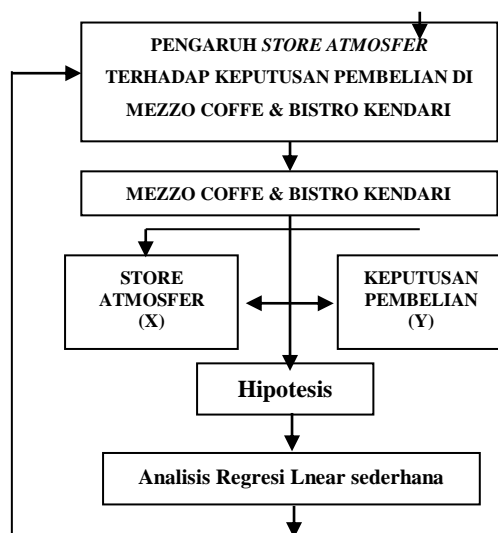 PENGARUH STORE ATMOSFER
TERHADAP KEPUTUSAN PEMBELIAN DI
MEZZO COFFE & BISTRO KENDARI
MEZZO COFFE & BISTRO KENDARI
STORE
ATMOSFER
(X)
KEPUTUSAN
PEMBELIAN
(Y)
Hipotesis
Analisis Regresi Lnear sederhana